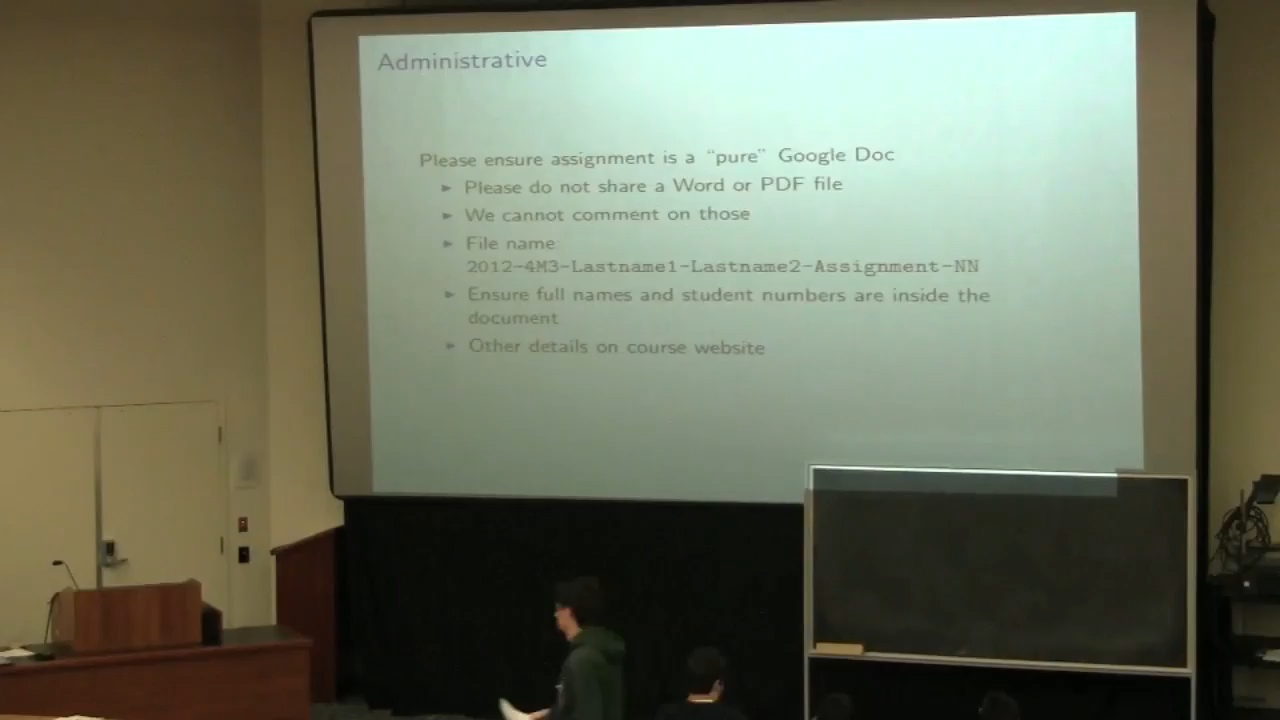 Administrative
Please ensure assignment is a “pure” Google Doc
► Please do not share a Word or PDF file
► We cannot comment on those
► File name
2012-4M3-Lastname1-Lastname2-Assignment-NN
► Ensure full names and student numbers are inside the
document
► Other details on course website